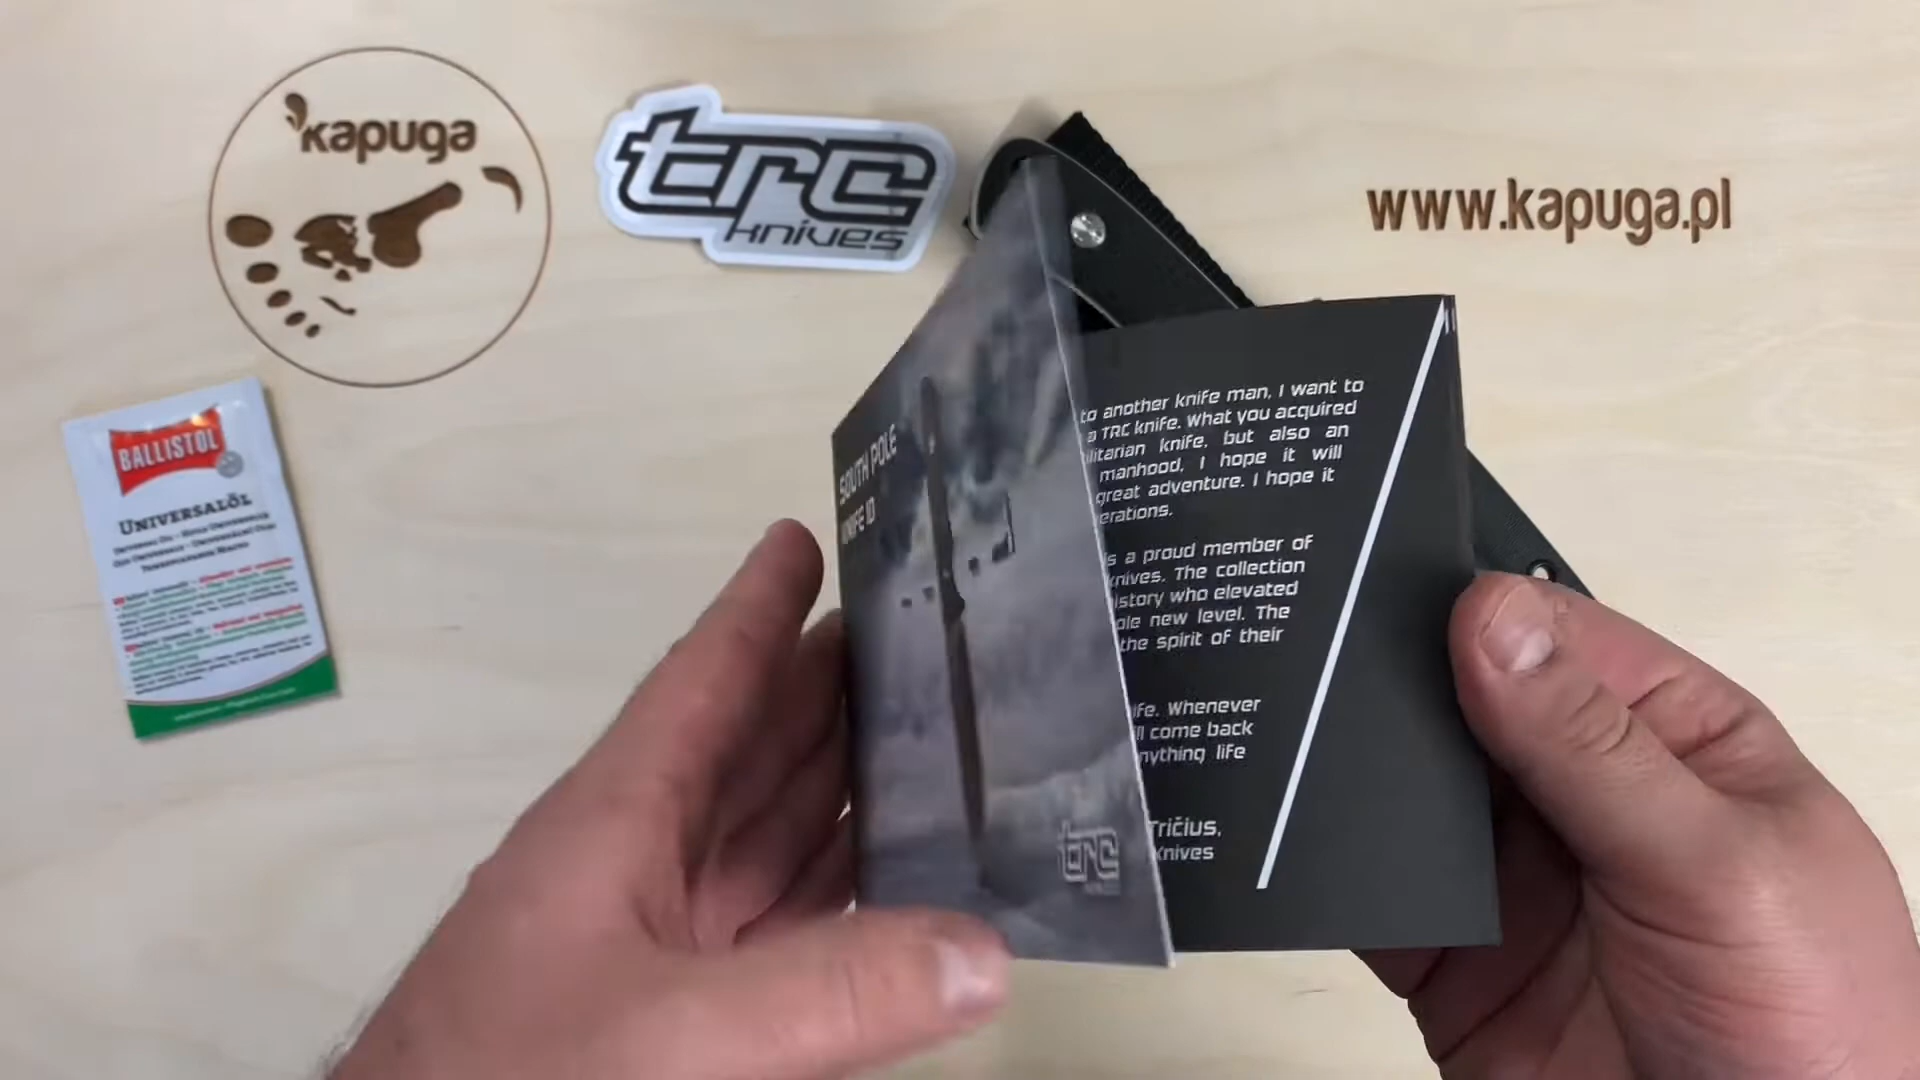 kapuga
trc
knives
www.kapuga.pl
BALLISTOL
UNIVERSALÖL
SOUTH POLE
KNIFE ID
trc
to another knife man, I want to
a TRC knife. What you acquired
litarian knife, but also an
manhood. I hope it will
great adventure. I hope it
erations.
s a proud member of
knives. The collection
istory who elevated
ole new level. The
the spirit of their
ife. Whenever
ll come back
nything life
Tričius,
Knives